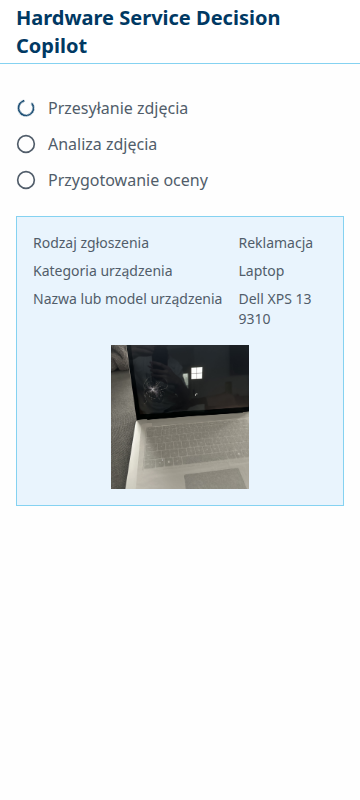 Hardware Service Decision
Copilot
Przesyłanie zdjęcia
Analiza zdjęcia
Przygotowanie oceny
Rodzaj zgłoszenia Reklamacja
Kategoria urządzenia Laptop
Nazwa lub model urządzenia Dell XPS 13
9310